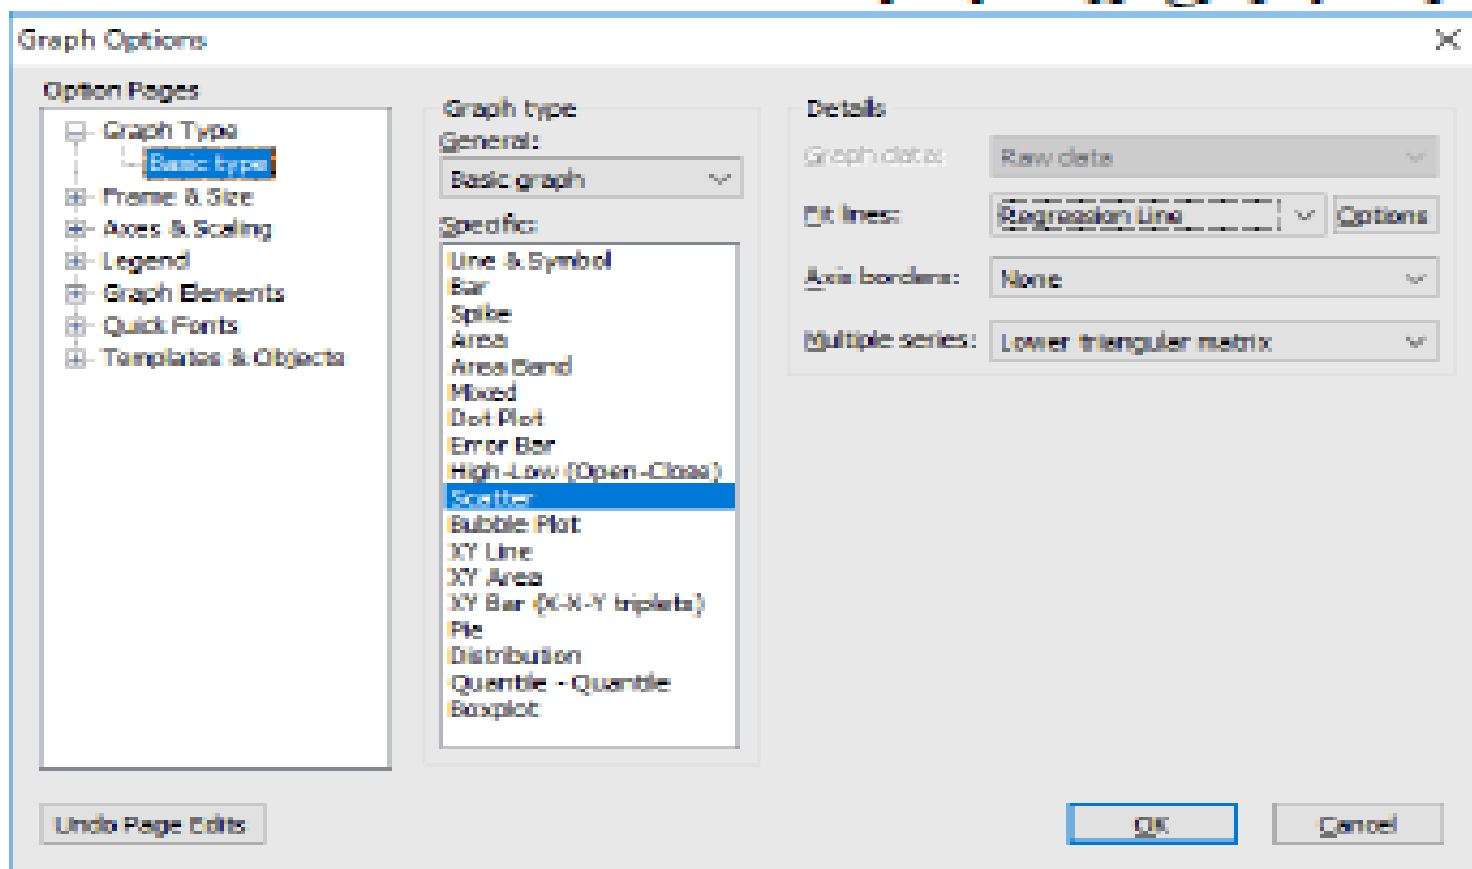 Graph Options
Option Pages
Graph Type
Basic type
Frame & Size
Axes & Scaling
Legend
Graph Elements
Quick Fonts
Templates & Objects
Graph type
General:
Basic graph
Specific:
Line & Symbol
Bar
Spike
Area
Area Band
Mixed
Dot Plot
Error Bar
High-Low (Open-Close)
Scatter
Bubble Plot
XY Line
XY Area
XY Bar (X-X-Y triplets)
Pie
Distribution
Quantile - Quantile
Boxplot
Details
Graph data: Raw data
Fit lines: Regression Line Options
Axis borders: None
Multiple series: Lower triangular matrix
Undo Page Edits
OK Cancel